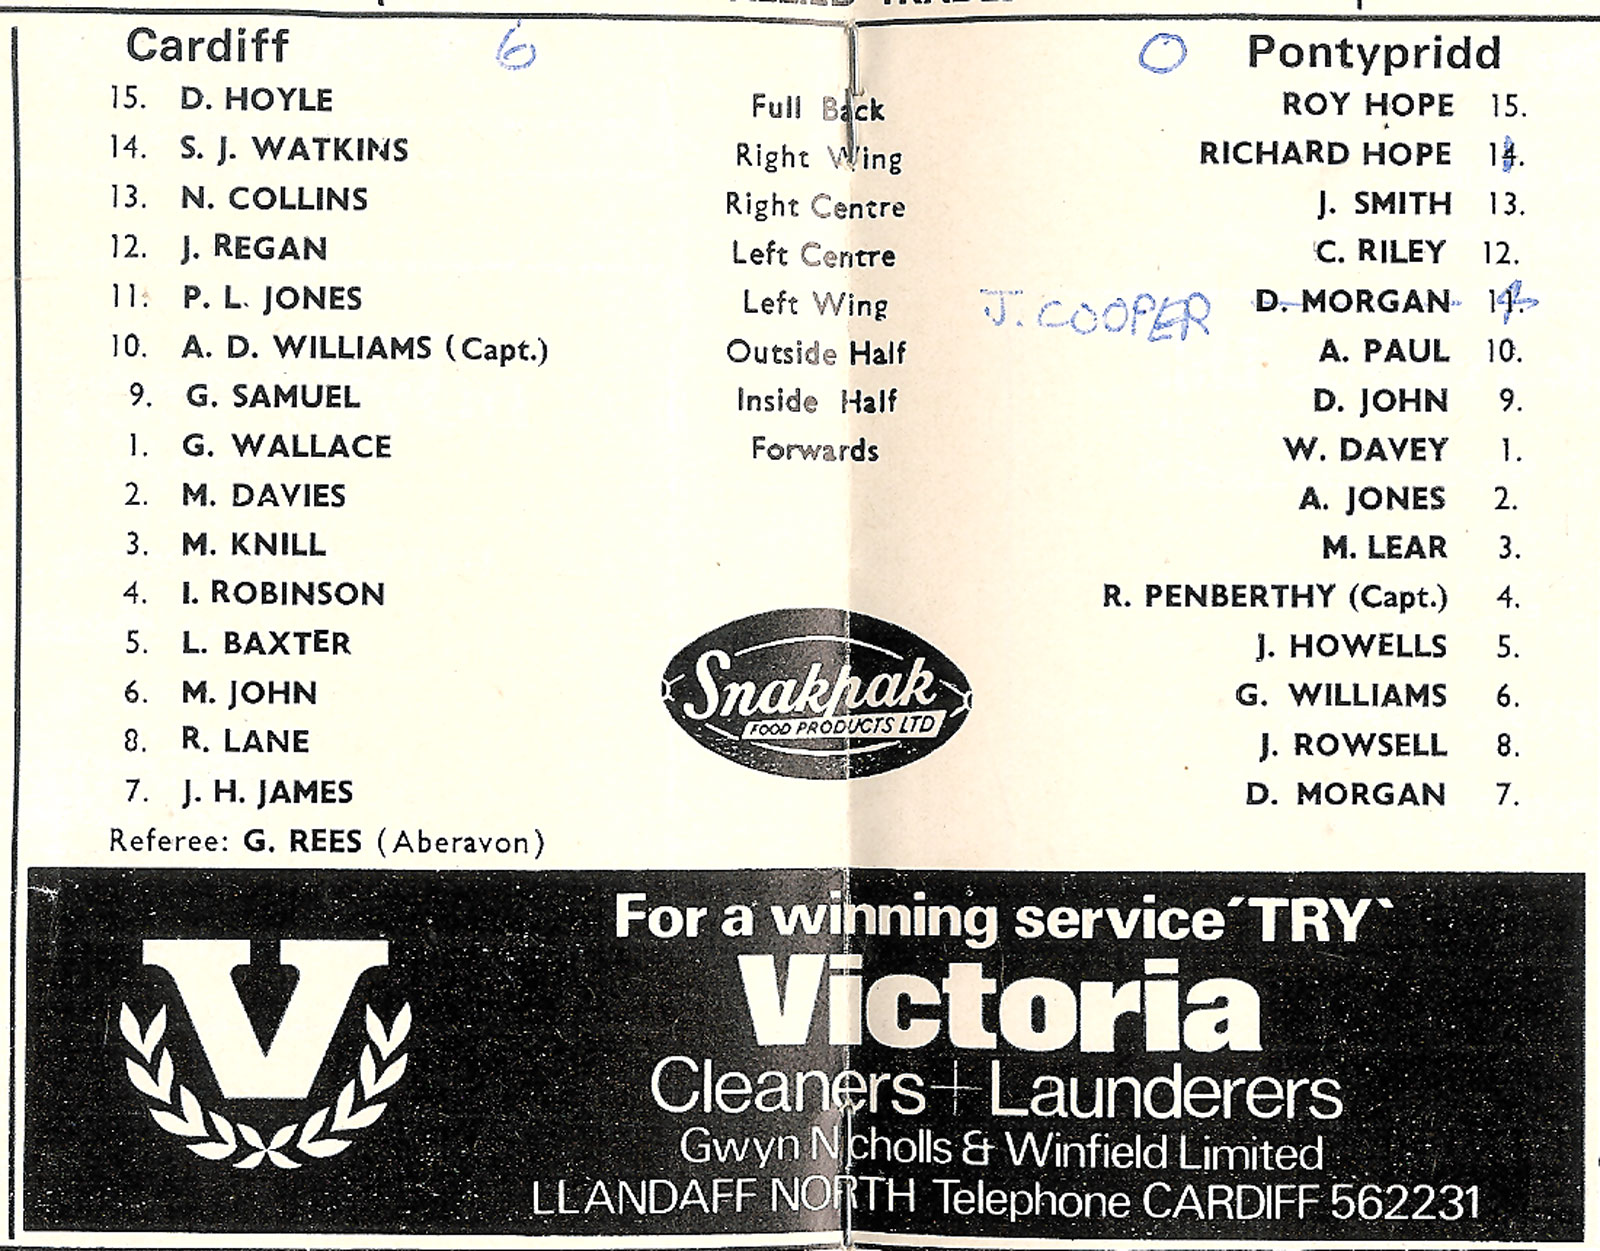 Cardiff 6 0 Pontypridd
15. D. HOYLE Full Back ROY HOPE 15.
14. S. J. WATKINS Right Wing RICHARD HOPE 14.
13. N. COLLINS Right Centre J. SMITH 13.
12. J. REGAN Left Centre C. RILEY 12.
11. P. L. JONES Left Wing J. COOPER D. MORGAN 11.
10. A. D. WILLIAMS (Capt.) Outside Half A. PAUL 10.
9. G. SAMUEL Inside Half D. JOHN 9.
1. G. WALLACE Forwards W. DAVEY 1.
2. M. DAVIES A. JONES 2.
3. M. KNILL M. LEAR 3.
4. I. ROBINSON R. PENBERTHY (Capt.) 4.
5. L. BAXTER J. HOWELLS 5.
6. M. JOHN G. WILLIAMS 6.
8. R. LANE J. ROWSELL 8.
7. J. H. JAMES D. MORGAN 7.
Snakpak
FOOD PRODUCTS LTD
Referee: G. REES (Aberavon)
For a winning service ´TRY`
V
Victoria
Cleaners+Launderers
Gwyn Nicholls & Winfield Limited
LLANDAFF NORTH Telephone CARDIFF 562231